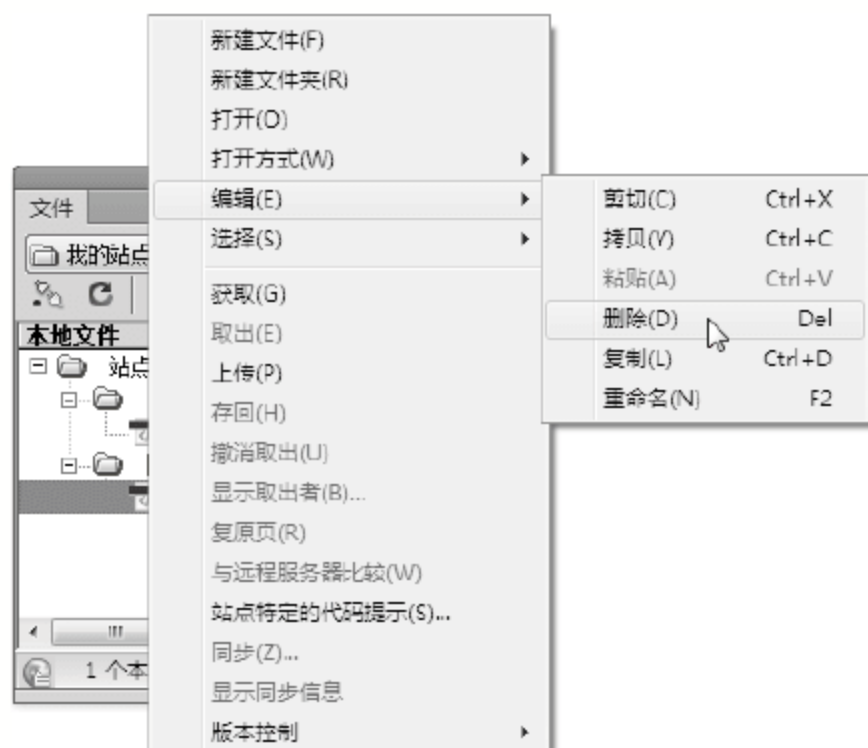 新建文件(F)
新建文件夹(R)
打开(O)
打开方式(W)
编辑(E)
选择(S)
获取(G)
取出(E)
上传(P)
存回(H)
撤消取出(U)
显示取出者(B)...
复原页(R)
与远程服务器比较(W)
站点特定的代码提示(S)...
同步(Z)...
显示同步信息
版本控制
剪切(C) Ctrl+X
拷贝(Y) Ctrl+C
粘贴(A) Ctrl+V
删除(D) Del
复制(L) Ctrl+D
重命名(N) F2
文件
我的站点
本地文件
站点
1 个本